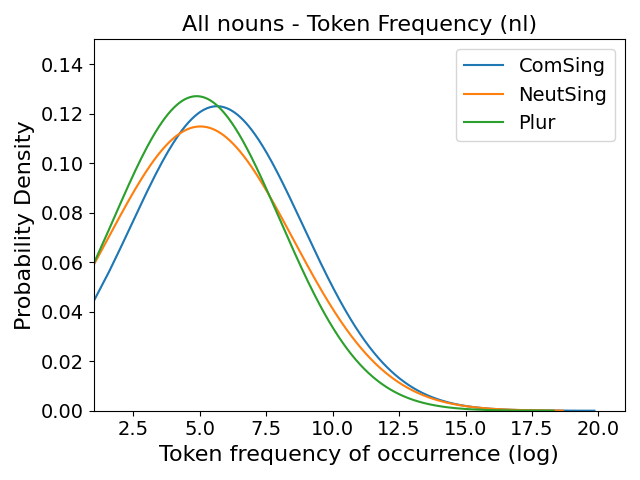 All nouns - Token Frequency (nl)
ComSing
NeutSing
Plur
Probability Density
0.14
0.12
0.10
0.08
0.06
0.04
0.02
0.00
2.5 5.0 7.5 10.0 12.5 15.0 17.5 20.0
Token frequency of occurrence (log)